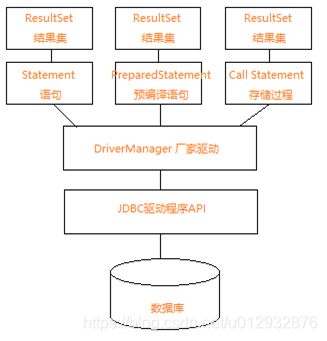 ResultSet
结果集
ResultSet
结果集
ResultSet
结果集
Statement
语句
PreparedStatement
预编译语句
Call Statement
存储过程
DriverManager 厂家驱动
JDBC驱动程序API
数据库
https://blog.csdn.net/u012932876